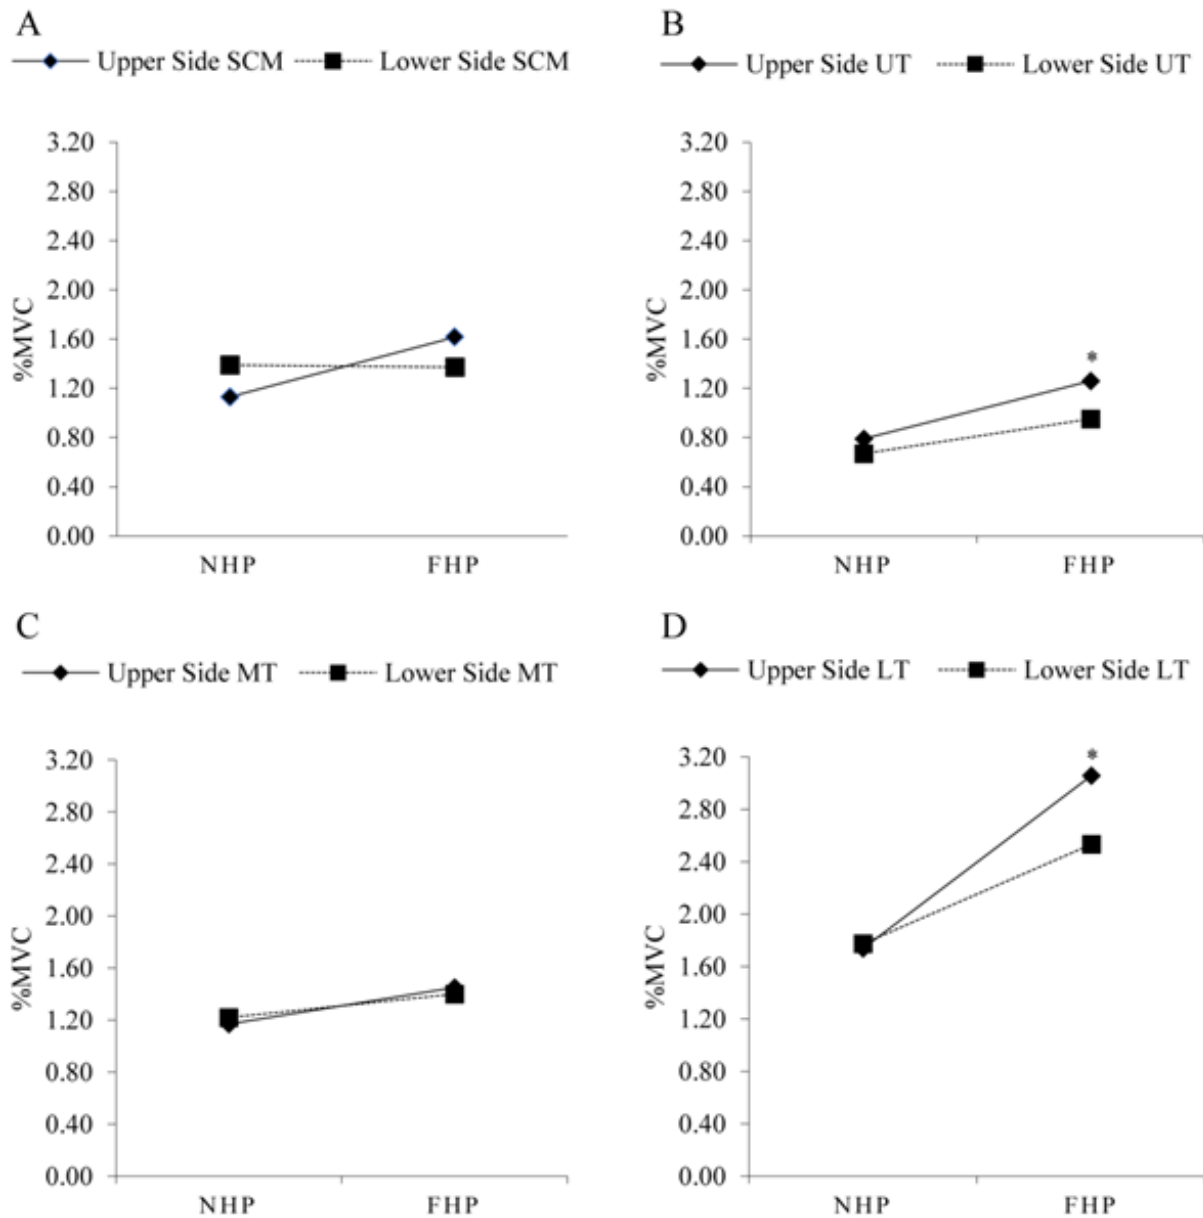 A
Upper Side SCM Lower Side SCM
%MVC
3.20
2.80
2.40
2.00
1.60
1.20
0.80
0.40
0.00
NHP FHP
B
Upper Side UT Lower Side UT
%MVC
3.20
2.80
2.40
2.00
1.60
1.20
0.80
0.40
0.00
*
NHP FHP
C
Upper Side MT Lower Side MT
%MVC
3.20
2.80
2.40
2.00
1.60
1.20
0.80
0.40
0.00
NHP FHP
D
Upper Side LT Lower Side LT
%MVC
3.20
2.80
2.40
2.00
1.60
1.20
0.80
0.40
0.00
*
NHP FHP